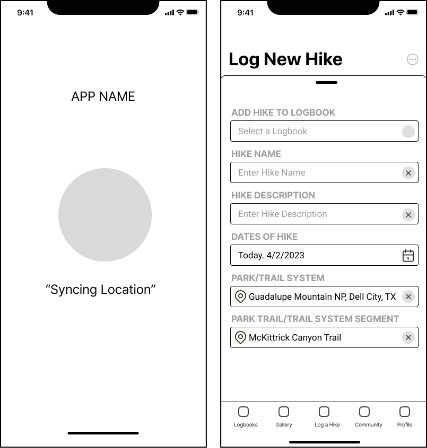 9:41
APP NAME
“Syncing Location”
9:41
Log New Hike
ADD HIKE TO LOGBOOK
Select a Logbook
HIKE NAME
Enter Hike Name
HIKE DESCRIPTION
Enter Hike Description
DATES OF HIKE
Today. 4/2/2023
PARK/TRAIL SYSTEM
Guadalupe Mountain NP, Dell City, TX
PARK TRAIL/TRAIL SYSTEM SEGMENT
McKittrick Canyon Trail
Logbooks Gallery Log a Hike Community Profile